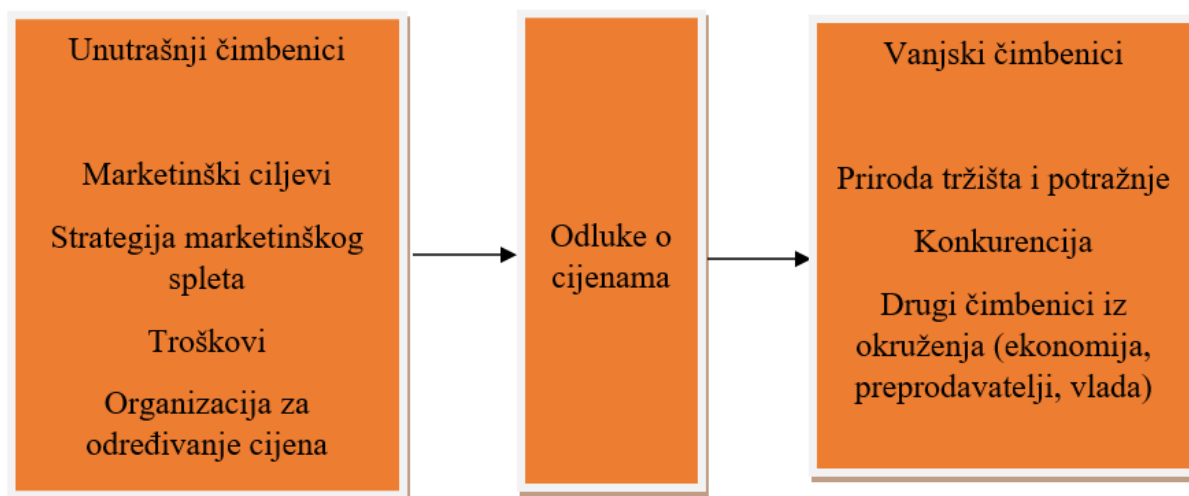 Unutrašnji čimbenici
Marketinški ciljevi
Strategija marketinškog
spleta
Troškovi
Organizacija za
određivanje cijena
Odluke o
cijenama
Vanjski čimbenici
Priroda tržišta i potražnje
Konkurencija
Drugi čimbenici iz
okruženja (ekonomija,
preprodavatelji, vlada)